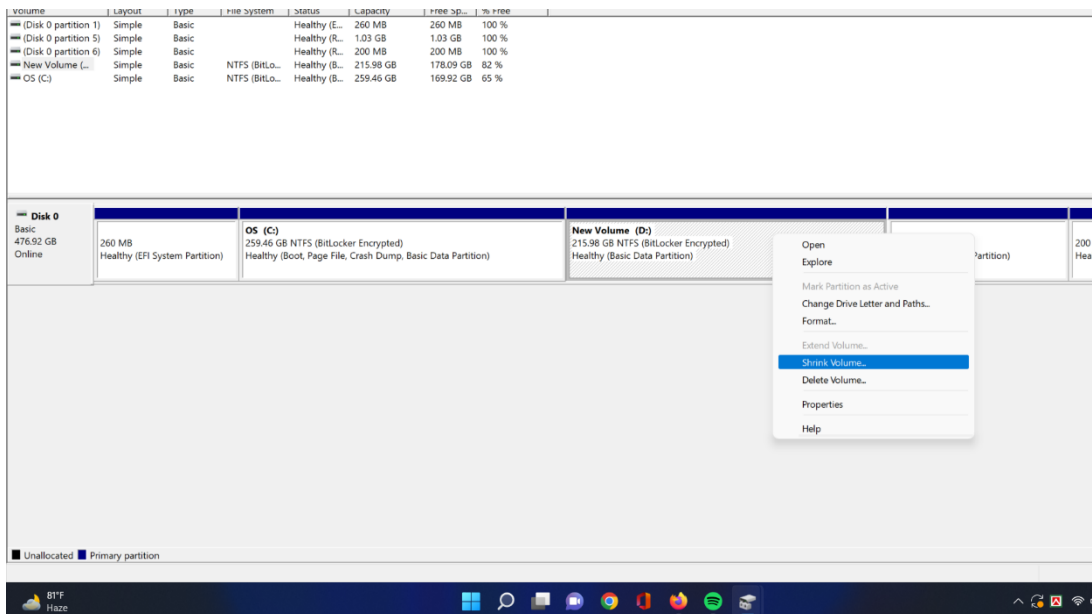 Volume Layout Type File System Status Capacity Free Sp... % Free
(Disk 0 partition 1) Simple Basic Healthy (E... 260 MB 260 MB 100 %
(Disk 0 partition 5) Simple Basic Healthy (R... 1.03 GB 1.03 GB 100 %
(Disk 0 partition 6) Simple Basic Healthy (R... 200 MB 200 MB 100 %
New Volume (... Simple Basic NTFS (BitLo... Healthy (B... 215.98 GB 178.09 GB 82 %
OS (C:) Simple Basic NTFS (BitLo... Healthy (B... 259.46 GB 169.92 GB 65 %
Disk 0
Basic
476.92 GB
Online
260 MB
Healthy (EFI System Partition)
OS (C:)
259.46 GB NTFS (BitLocker Encrypted)
Healthy (Boot, Page File, Crash Dump, Basic Data Partition)
New Volume (D:)
215.98 GB NTFS (BitLocker Encrypted)
Healthy (Basic Data Partition)
Partition)
200
Hea
Open
Explore
Mark Partition as Active
Change Drive Letter and Paths...
Format...
Extend Volume...
Shrink Volume...
Delete Volume...
Properties
Help
Unallocated Primary partition
81°F
Haze